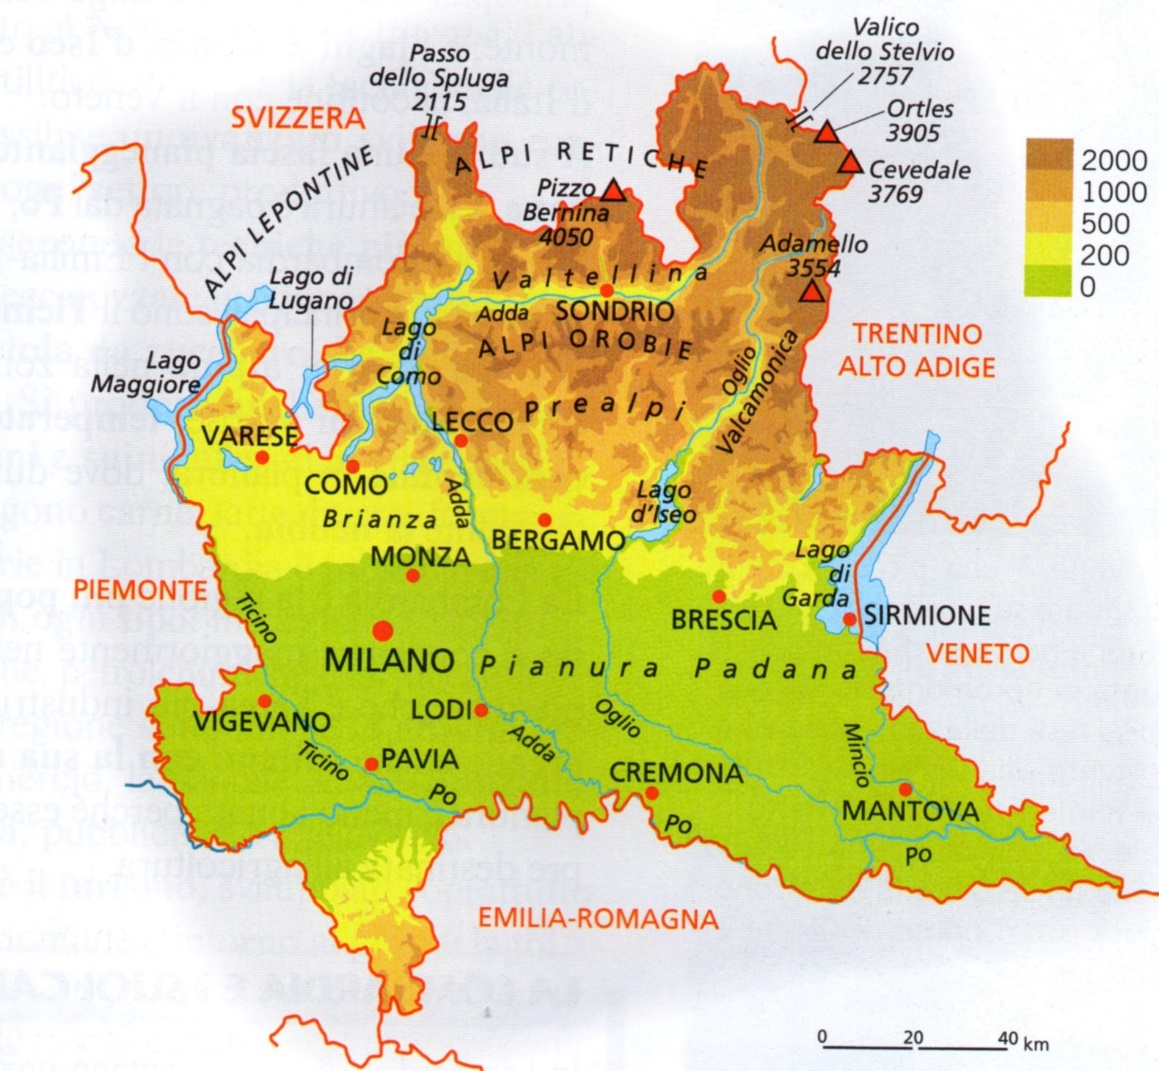 Valico
dello Stelvio
2757
Passo
dello Spluga
2115
Ortles
3905
SVIZZERA
ALPI RETICHE
Cevedale
3769
ALPI LEPONTINE
Pizzo
Bernina
4050
2000
1000
500
200
0
Adamello
3554
Lago di
Lugano
Valtellina
Adda
SONDRIO
ALPI OROBIE
Lago
di
Como
TRENTINO
ALTO ADIGE
Lago
Maggiore
Oglio
Valcamonica
Prealpi
LECCO
VARESE
COMO
Adda
Lago
d'Iseo
Brianza
BERGAMO
MONZA
Lago
di
Garda
PIEMONTE
Ticino
BRESCIA
SIRMIONE
MILANO
Pianura Padana
VENETO
VIGEVANO
LODI
Oglio
Mincio
Ticino
PAVIA
Adda
CREMONA
Po
MANTOVA
Po
Po
EMILIA-ROMAGNA
0 20 40 km